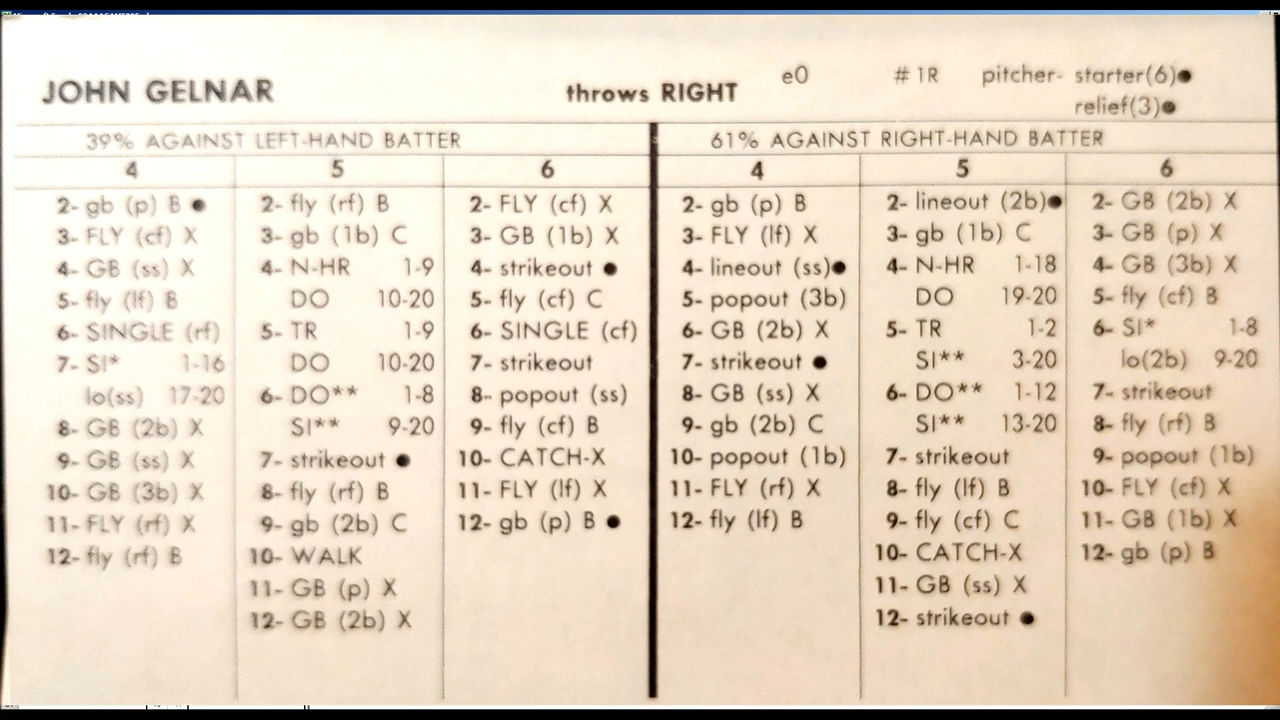 JOHN GELNAR
throws RIGHT
e0
# 1R
pitcher- starter(6)●
relief(3)●
39% AGAINST LEFT-HAND BATTER
4
2- gb (p) B ●
3- FLY (cf) X
4- GB (ss) X
5- fly (lf) B
6- SINGLE (rf)
7- SI* 1-16
lo(ss) 17-20
8- GB (2b) X
9- GB (ss) X
10- GB (3b) X
11- FLY (rf) X
12- fly (rf) B
5
2- fly (rf) B
3- gb (1b) C
4- N-HR 1-9
DO 10-20
5- TR 1-9
DO 10-20
6- DO** 1-8
SI** 9-20
7- strikeout ●
8- fly (rf) B
9- gb (2b) C
10- WALK
11- GB (p) X
12- GB (2b) X
6
2- FLY (cf) X
3- GB (1b) X
4- strikeout ●
5- fly (cf) C
6- SINGLE (cf)
7- strikeout
8- popout (ss)
9- fly (cf) B
10- CATCH-X
11- FLY (lf) X
12- gb (p) B ●
61% AGAINST RIGHT-HAND BATTER
4
2- gb (p) B
3- FLY (lf) X
4- lineout (ss)●
5- popout (3b)
6- GB (2b) X
7- strikeout ●
8- GB (ss) X
9- gb (2b) C
10- popout (1b)
11- FLY (rf) X
12- fly (lf) B
5
2- lineout (2b)●
3- gb (1b) C
4- N-HR 1-18
DO 19-20
5- TR 1-2
SI** 3-20
6- DO** 1-12
SI** 13-20
7- strikeout
8- fly (lf) B
9- fly (cf) C
10- CATCH-X
11- GB (ss) X
12- strikeout ●
6
2- GB (2b) X
3- GB (p) X
4- GB (3b) X
5- fly (cf) B
6- SI* 1-8
lo(2b) 9-20
7- strikeout
8- fly (rf) B
9- popout (1b)
10- FLY (cf) X
11- GB (1b) X
12- gb (p) B